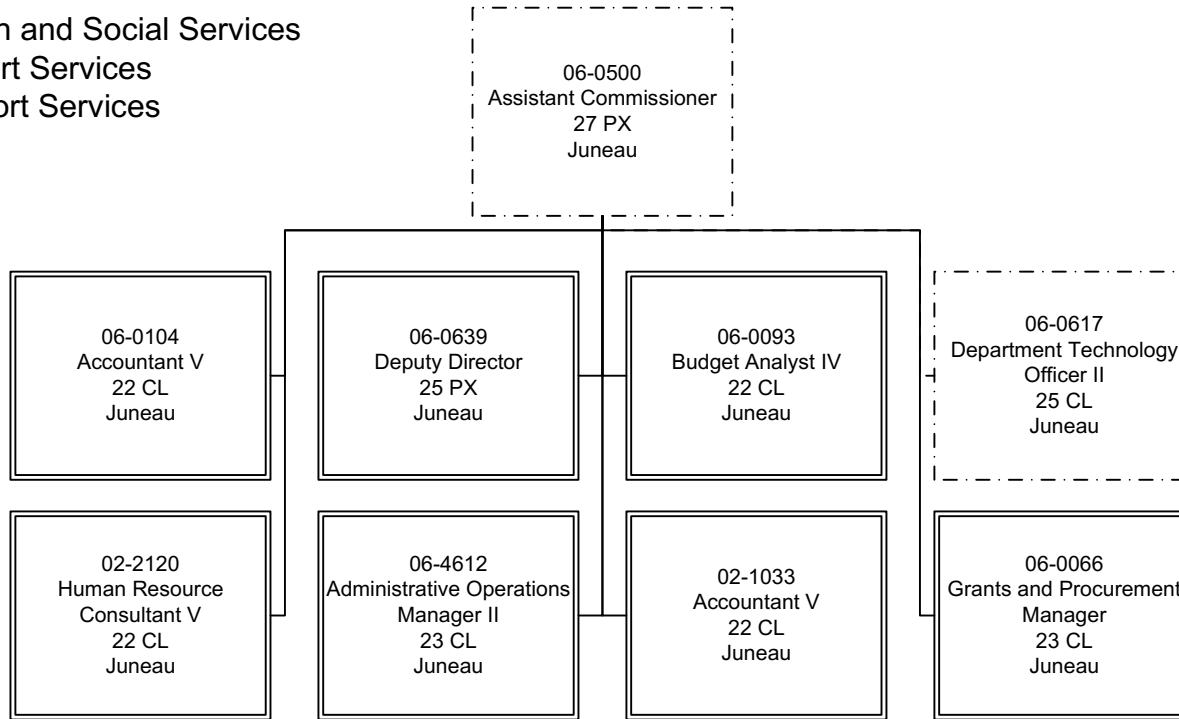 and Social Services
Services
Services
06-0500
Assistant Commissioner
27 PX
Juneau
06-0104
Accountant V
22 CL
Juneau
06-0639
Deputy Director
25 PX
Juneau
06-0093
Budget Analyst IV
22 CL
Juneau
06-0617
Department Technology
Officer II
25 CL
Juneau
02-2120
Human Resource
Consultant V
22 CL
Juneau
06-4612
Administrative Operations
Manager II
23 CL
Juneau
02-1033
Accountant V
22 CL
Juneau
06-0066
Grants and Procurement
Manager
23 CL
Juneau